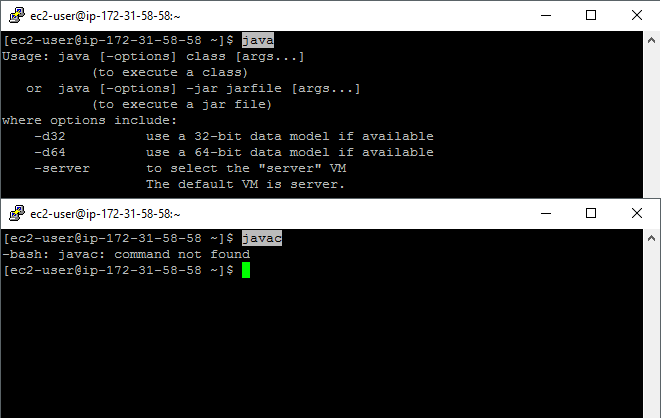 ec2-user@ip-172-31-58-58:~
[ec2-user@ip-172-31-58-58 ~]$ java
Usage: java [-options] class [args...]
           (to execute a class)
   or  java [-options] -jar jarfile [args...]
           (to execute a jar file)
where options include:
    -d32          use a 32-bit data model if available
    -d64          use a 64-bit data model if available
    -server       to select the "server" VM
                  The default VM is server.
ec2-user@ip-172-31-58-58:~
[ec2-user@ip-172-31-58-58 ~]$ javac
-bash: javac: command not found
[ec2-user@ip-172-31-58-58 ~]$